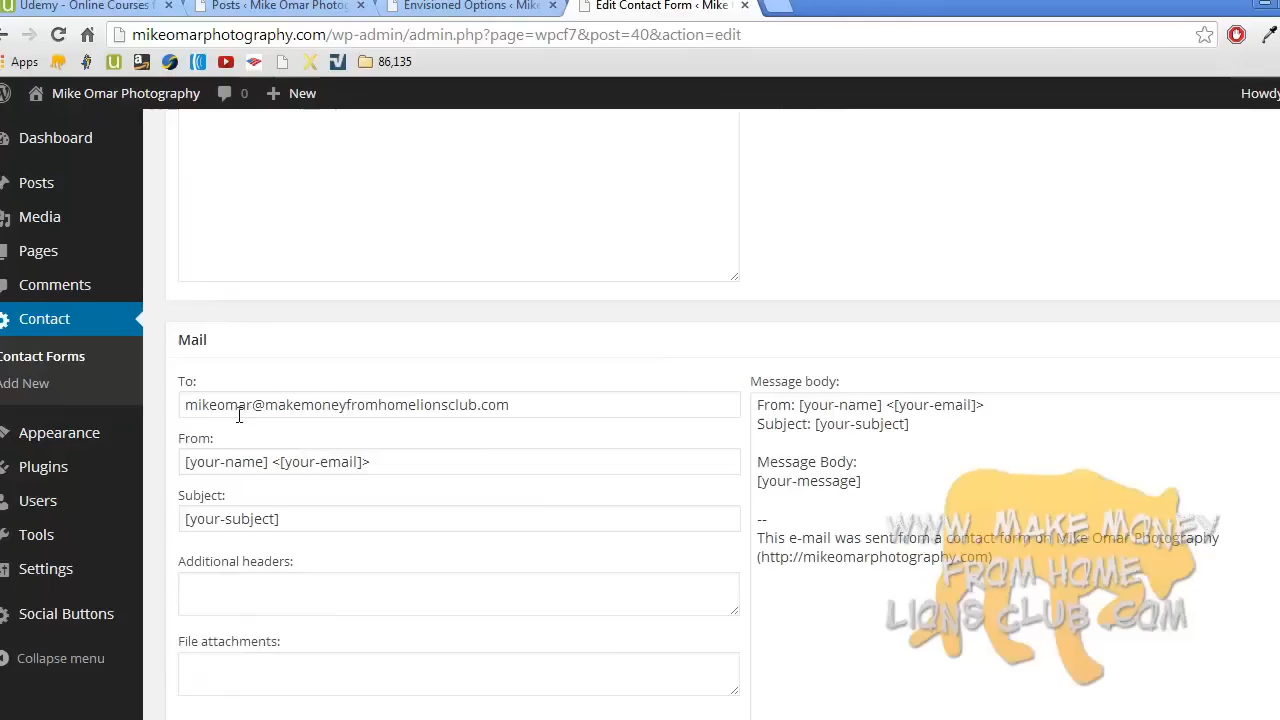 Udemy - Online Courses f
Posts ‹ Mike Omar Photog
Envisioned Options ‹ Mike
Edit Contact Form ‹ Mike
mikeomarphotography.com/wp-admin/admin.php?page=wpcf7&post=40&action=edit
Apps
86,135
Mike Omar Photography
0
New
Howdy
Dashboard
Posts
Media
Pages
Comments
Contact
Contact Forms
Add New
Appearance
Plugins
Users
Tools
Settings
Social Buttons
Collapse menu
Mail
To:
mikeomar@makemoneyfromhomelionsclub.com
From:
[your-name] <[your-email]>
Subject:
[your-subject]
Additional headers:
File attachments:
Message body:
From: [your-name] <[your-email]>
Subject: [your-subject]
Message Body:
[your-message]
--
This e-mail was sent from a contact form on Mike Omar Photography
(http://mikeomarphotography.com)
WWW. MAKE MONEY
FROM HOME
LIONS CLUB .COM